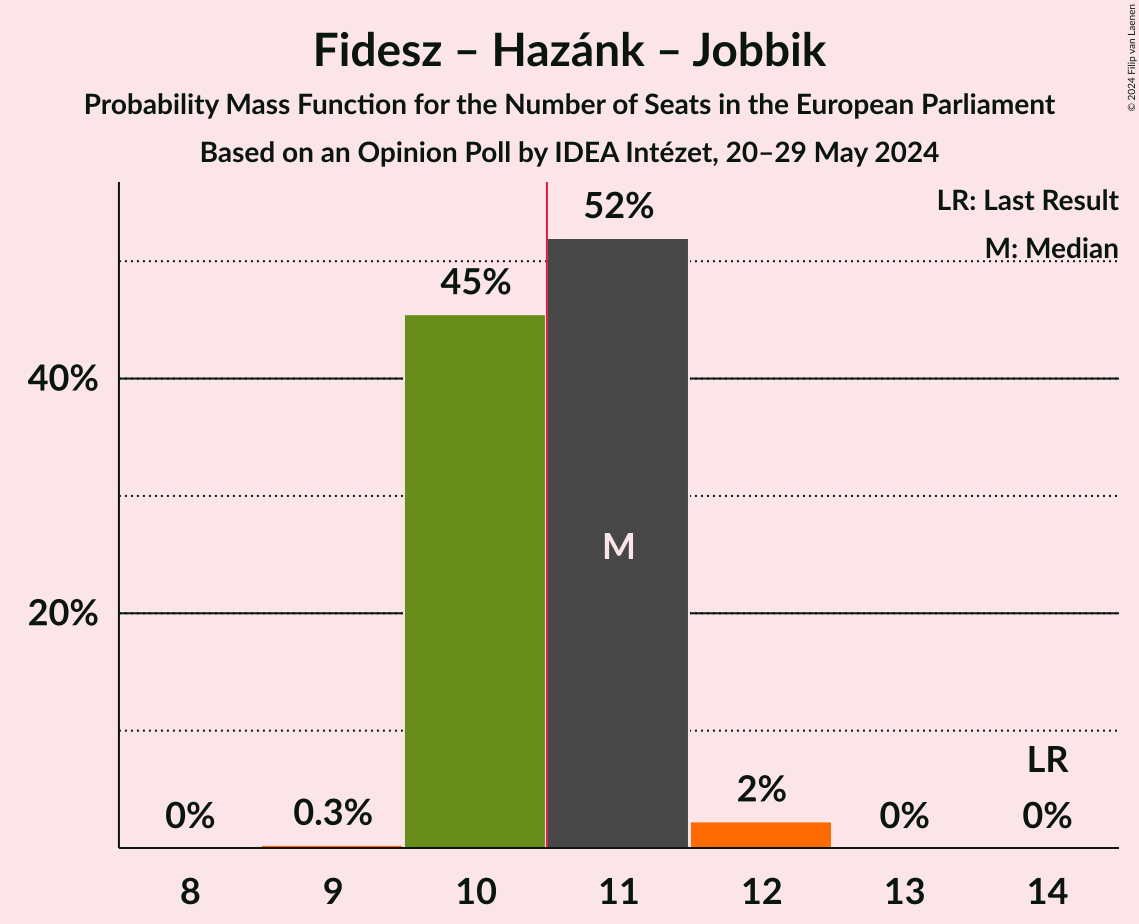 Fidesz – Hazánk – Jobbik
Probability Mass Function for the Number of Seats in the European Parliament
Based on an Opinion Poll by IDEA Intézet, 20–29 May 2024
© 2024 Filip van Laenen
LR: Last Result
M: Median
52%
45%
40%
M
20%
LR
0%
0.3%
2%
0%
0%
8
9
10
11
12
13
14